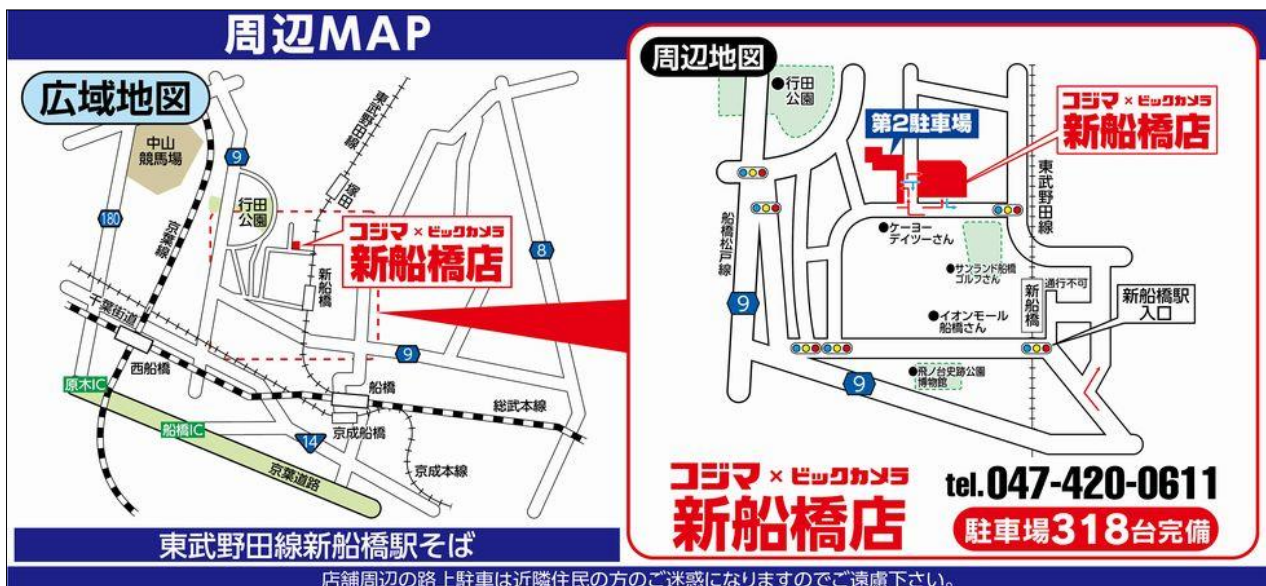 周辺MAP
広域地図
中山
競馬場
9
東武野田線
塚田
行田
公園
180
京葉線
コジマ×ビックカメラ
新船橋店
8
新船橋
千葉街道
9
西船橋
船橋
総武本線
原木IC
船橋IC
14
京成船橋
京成本線
京葉道路
東武野田線新船橋駅そば
周辺地図
行田
公園
第2駐車場
コジマ×ビックカメラ
新船橋店
東武野田線
船橋松戸線
ケーヨー
デイツーさん
サンランド船橋
ゴルフさん
通行不可
新船橋
新船橋駅
入口
9
イオンモール
船橋さん
飛ノ台史跡公園
博物館
9
コジマ×ビックカメラ
新船橋店
tel.047-420-0611
駐車場318台完備
店舗周辺の路上駐車は近隣住民の方のご迷惑になりますのでご遠慮下さい。